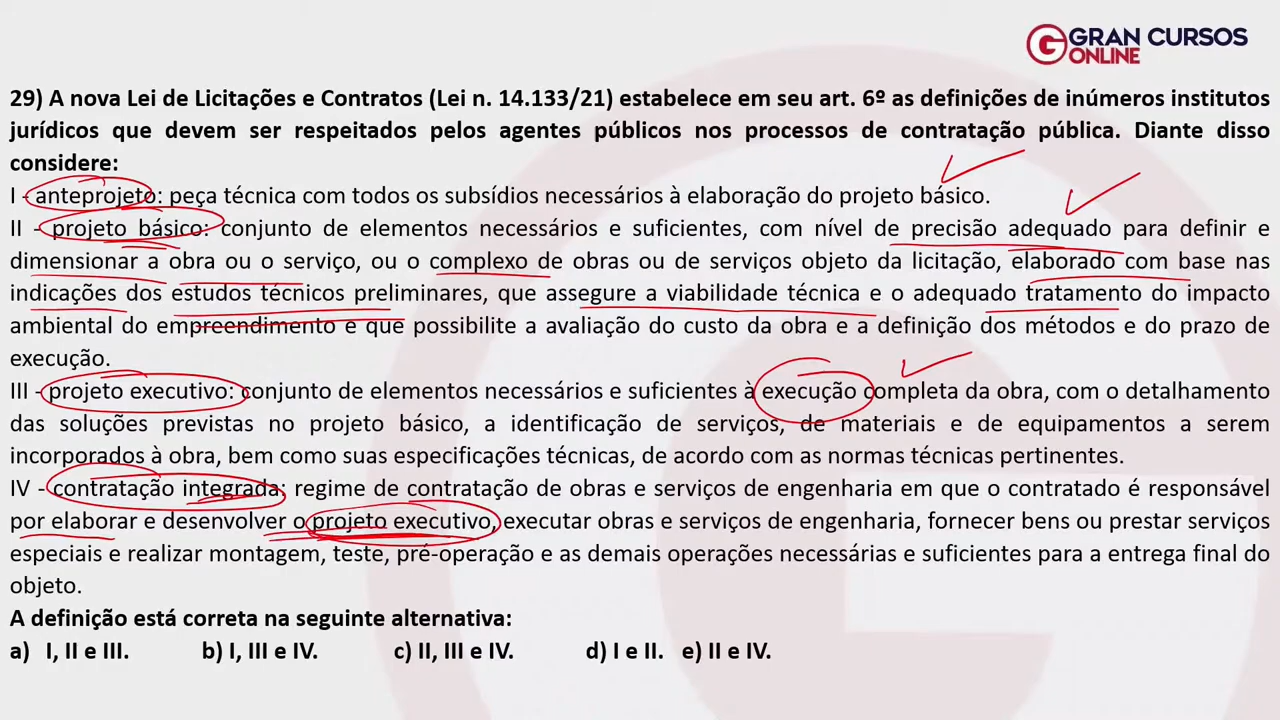 GRAN CURSOS
ONLINE
29) A nova Lei de Licitações e Contratos (Lei n. 14.133/21) estabelece em seu art. 6º as definições de inúmeros institutos
jurídicos que devem ser respeitados pelos agentes públicos nos processos de contratação pública. Diante disso
considere:
I - anteprojeto: peça técnica com todos os subsídios necessários à elaboração do projeto básico.
II - projeto básico: conjunto de elementos necessários e suficientes, com nível de precisão adequado para definir e
dimensionar a obra ou o serviço, ou o complexo de obras ou de serviços objeto da licitação, elaborado com base nas
indicações dos estudos técnicos preliminares, que assegure a viabilidade técnica e o adequado tratamento do impacto
ambiental do empreendimento e que possibilite a avaliação do custo da obra e a definição dos métodos e do prazo de
execução.
III - projeto executivo: conjunto de elementos necessários e suficientes à execução completa da obra, com o detalhamento
das soluções previstas no projeto básico, a identificação de serviços, de materiais e de equipamentos a serem
incorporados à obra, bem como suas especificações técnicas, de acordo com as normas técnicas pertinentes.
IV - contratação integrada: regime de contratação de obras e serviços de engenharia em que o contratado é responsável
por elaborar e desenvolver o projeto executivo, executar obras e serviços de engenharia, fornecer bens ou prestar serviços
especiais e realizar montagem, teste, pré-operação e as demais operações necessárias e suficientes para a entrega final do
objeto.
A definição está correta na seguinte alternativa:
a) I, II e III. b) I, III e IV. c) II, III e IV. d) I e II. e) II e IV.